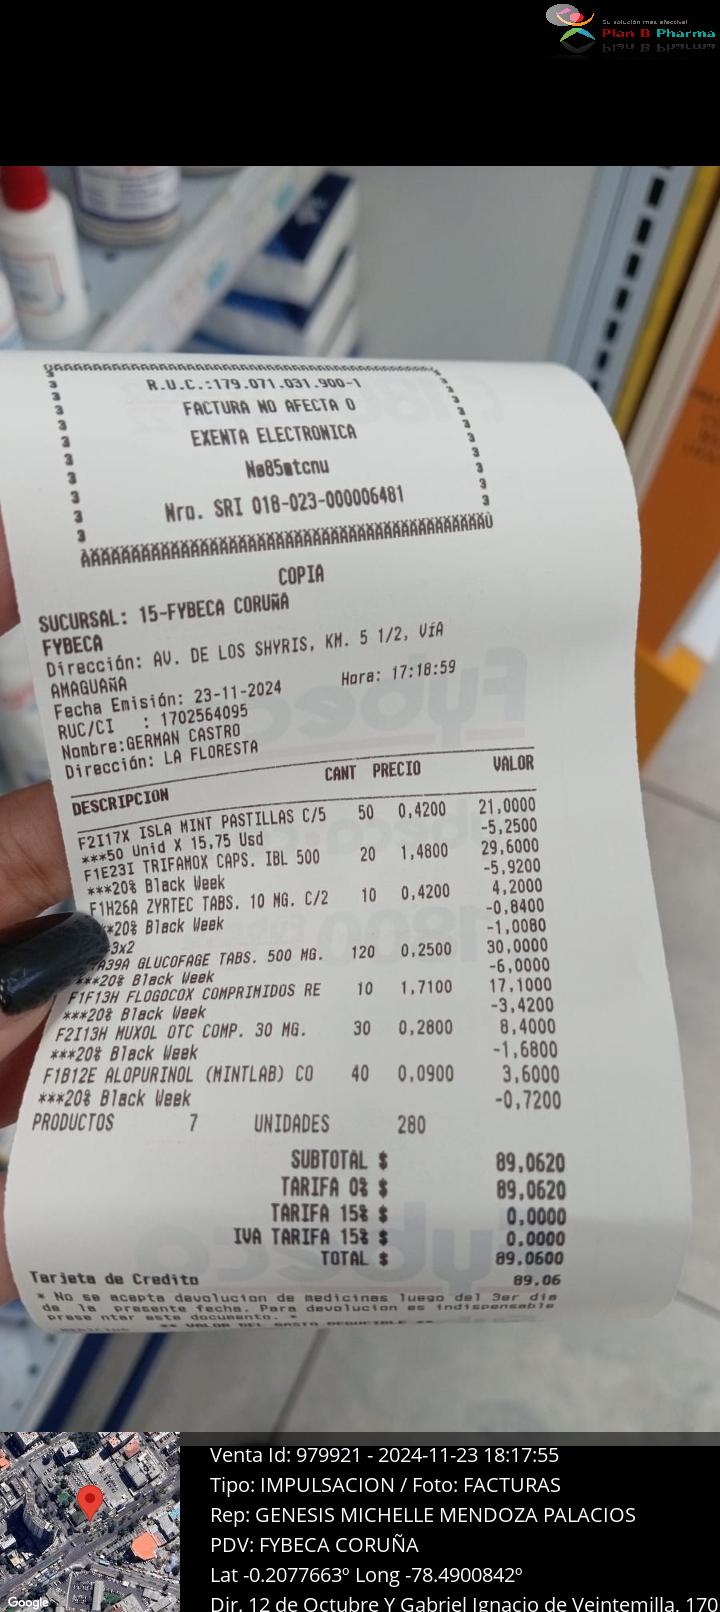 Su solución más efectiva!
Plan B Pharma
R.U.C.:179.071.031.900-1
FACTURA NO AFECTA O
EXENTA ELECTRONICA
Nro. SRI 018-023-000006481
COPIA
SUCURSAL: 15-FYBECA CORUÑA
FYBECA
Dirección: AV. DE LOS SHYRIS, KM. 5 1/2, VíA
AMAGUAÑA
Fecha Emisión: 23-11-2024 Hora: 17:18:59
RUC/CI : 1702564095
Nombre:GERMAN CASTRO
Dirección: LA FLORESTA
DESCRIPCION CANT PRECIO VALOR
F2I17X ISLA MINT PASTILLAS C/5 50 0,4200 21,0000
***50 Unid X 15,75 Usd -5,2500
F1E23I TRIFAMOX CAPS. IBL 500 20 1,4800 29,6000
***20% Black Week -5,9200
F1H26A ZYRTEC TABS. 10 MG. C/2 10 0,4200 4,2000
*20% Black Week -0,8400
3x2 -1,0080
A39A GLUCOFAGE TABS. 500 MG. 120 0,2500 30,0000
***20% Black Week -6,0000
F1F13H FLOGOCOX COMPRIMIDOS RE 10 1,7100 17,1000
***20% Black Week -3,4200
F2I13H MUXOL OTC COMP. 30 MG. 30 0,2800 8,4000
***20% Black Week -1,6800
F1B12E ALOPURINOL (MINTLAB) CO 40 0,0900 3,6000
***20% Black Week -0,7200
PRODUCTOS 7 UNIDADES 280
SUBTOTAL $ 89,0620
TARIFA 0% $ 89,0620
TARIFA 15% $ 0,0000
IVA TARIFA 15% $ 0.0000
TOTAL $ 89.0600
Tarjeta de Credito 89.06
* No se acepta devolucion de medicinas luego del 3er dia
de la presente fecha. Para devolucion es indispensable
prese ntar este documento. *
** VALOR DEL GASTO DEDUCIBLE **
Venta Id: 979921 - 2024-11-23 18:17:55
Tipo: IMPULSACION / Foto: FACTURAS
Rep: GENESIS MICHELLE MENDOZA PALACIOS
PDV: FYBECA CORUÑA
Lat -0.2077663º Long -78.4900842º
Dir. 12 de Octubre Y Gabriel Ignacio de Veintemilla, 170
Google